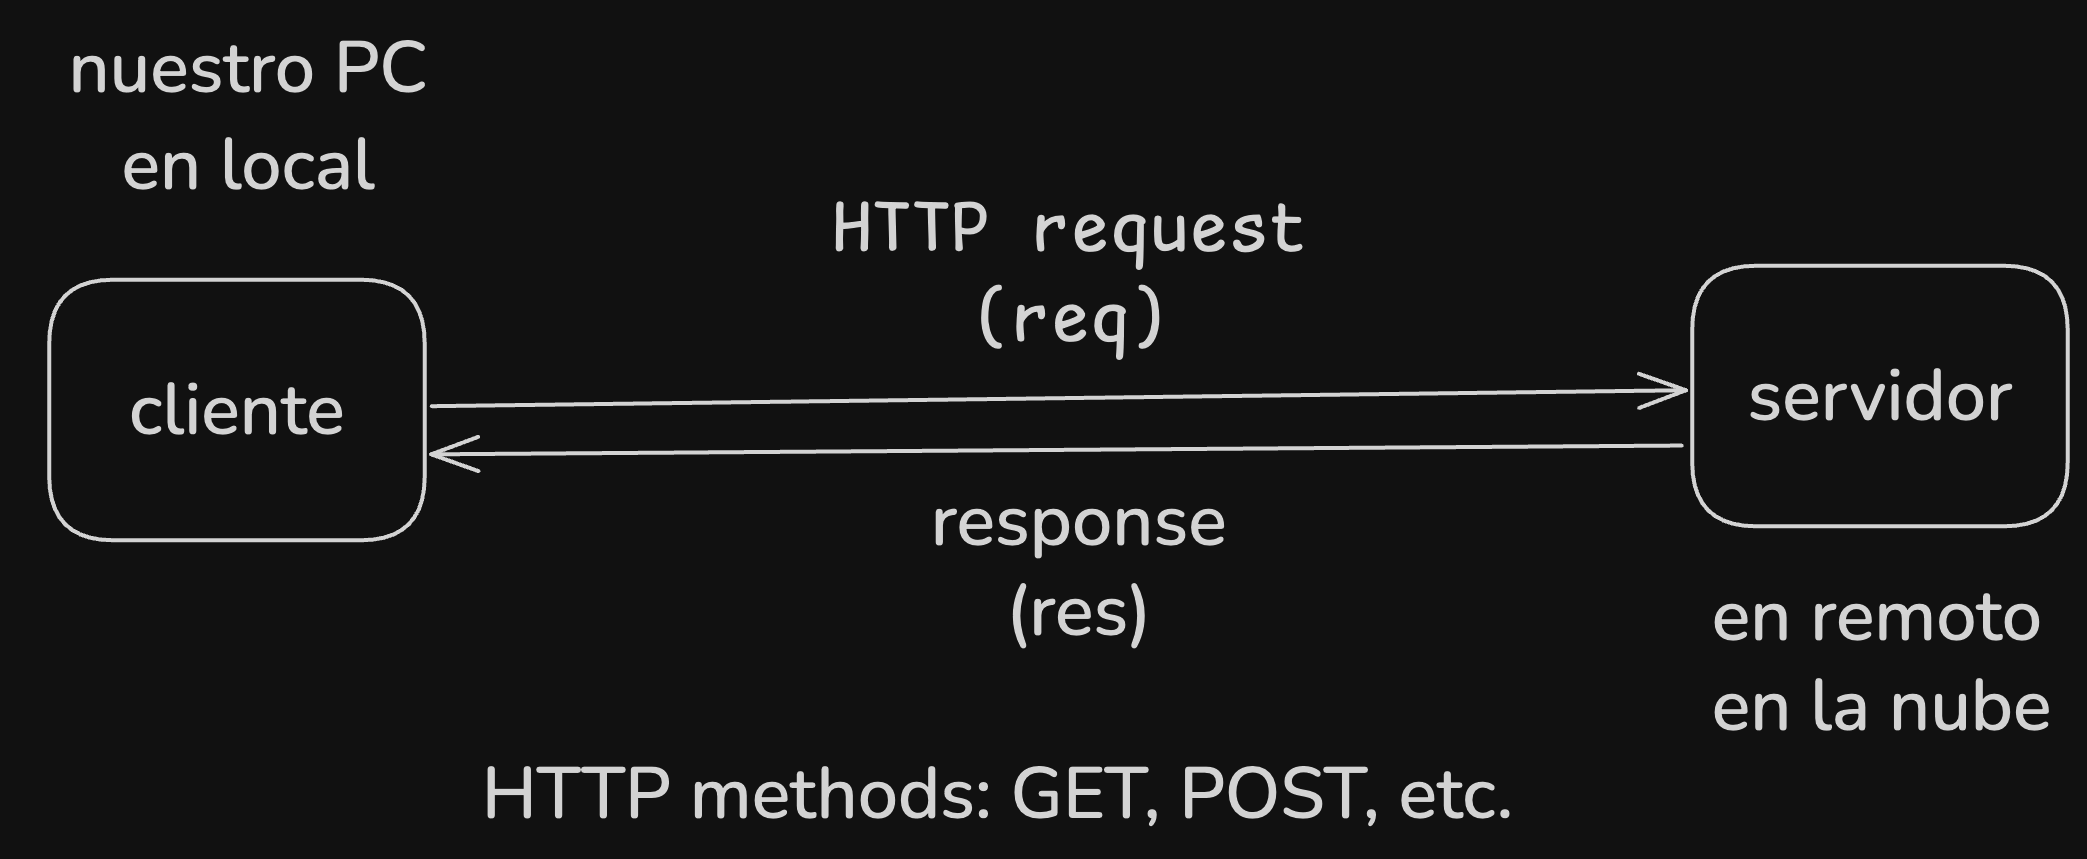 nuestro PC
en local
HTTP request
(req)
cliente
servidor
response
(res)
en remoto
en la nube
HTTP methods: GET, POST, etc.